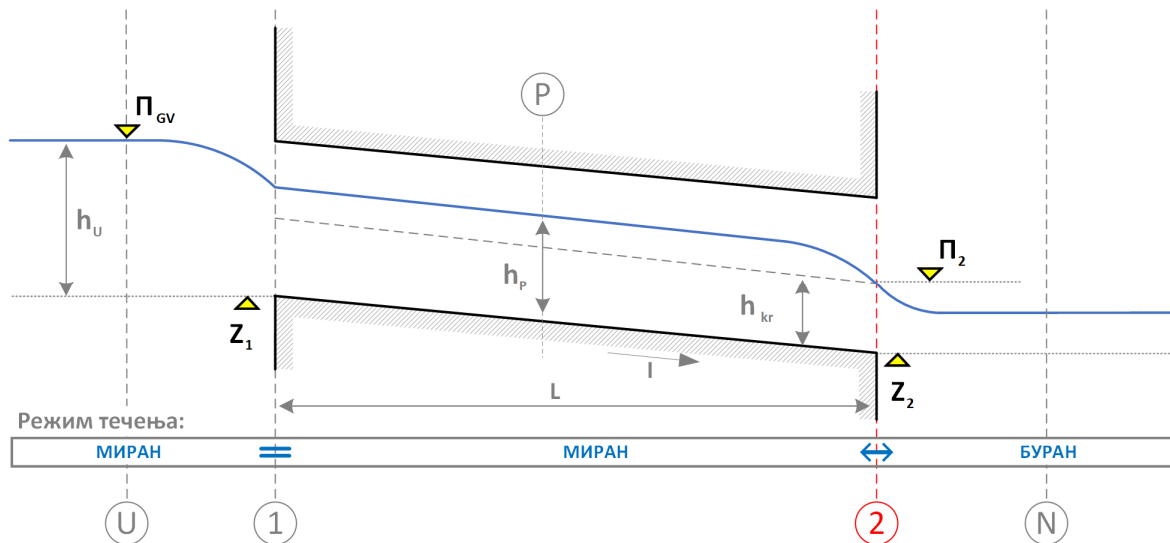 P
П GV
h U
П 2
h P
h kr
Z 1
I
L
Z 2
Режим течења:
МИРАН
МИРАН
БУРАН
U
1
2
N